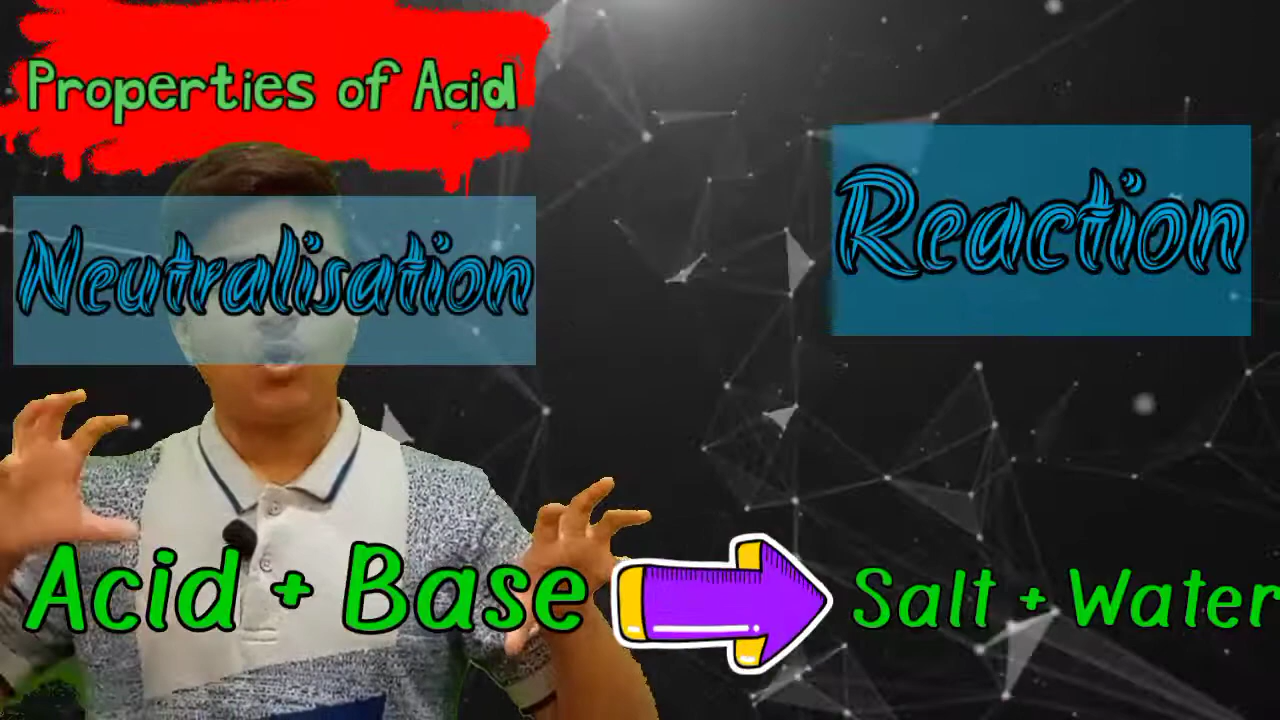 Properties of Acid
Neutralisation
Reaction
Acid + Base
Salt + Water